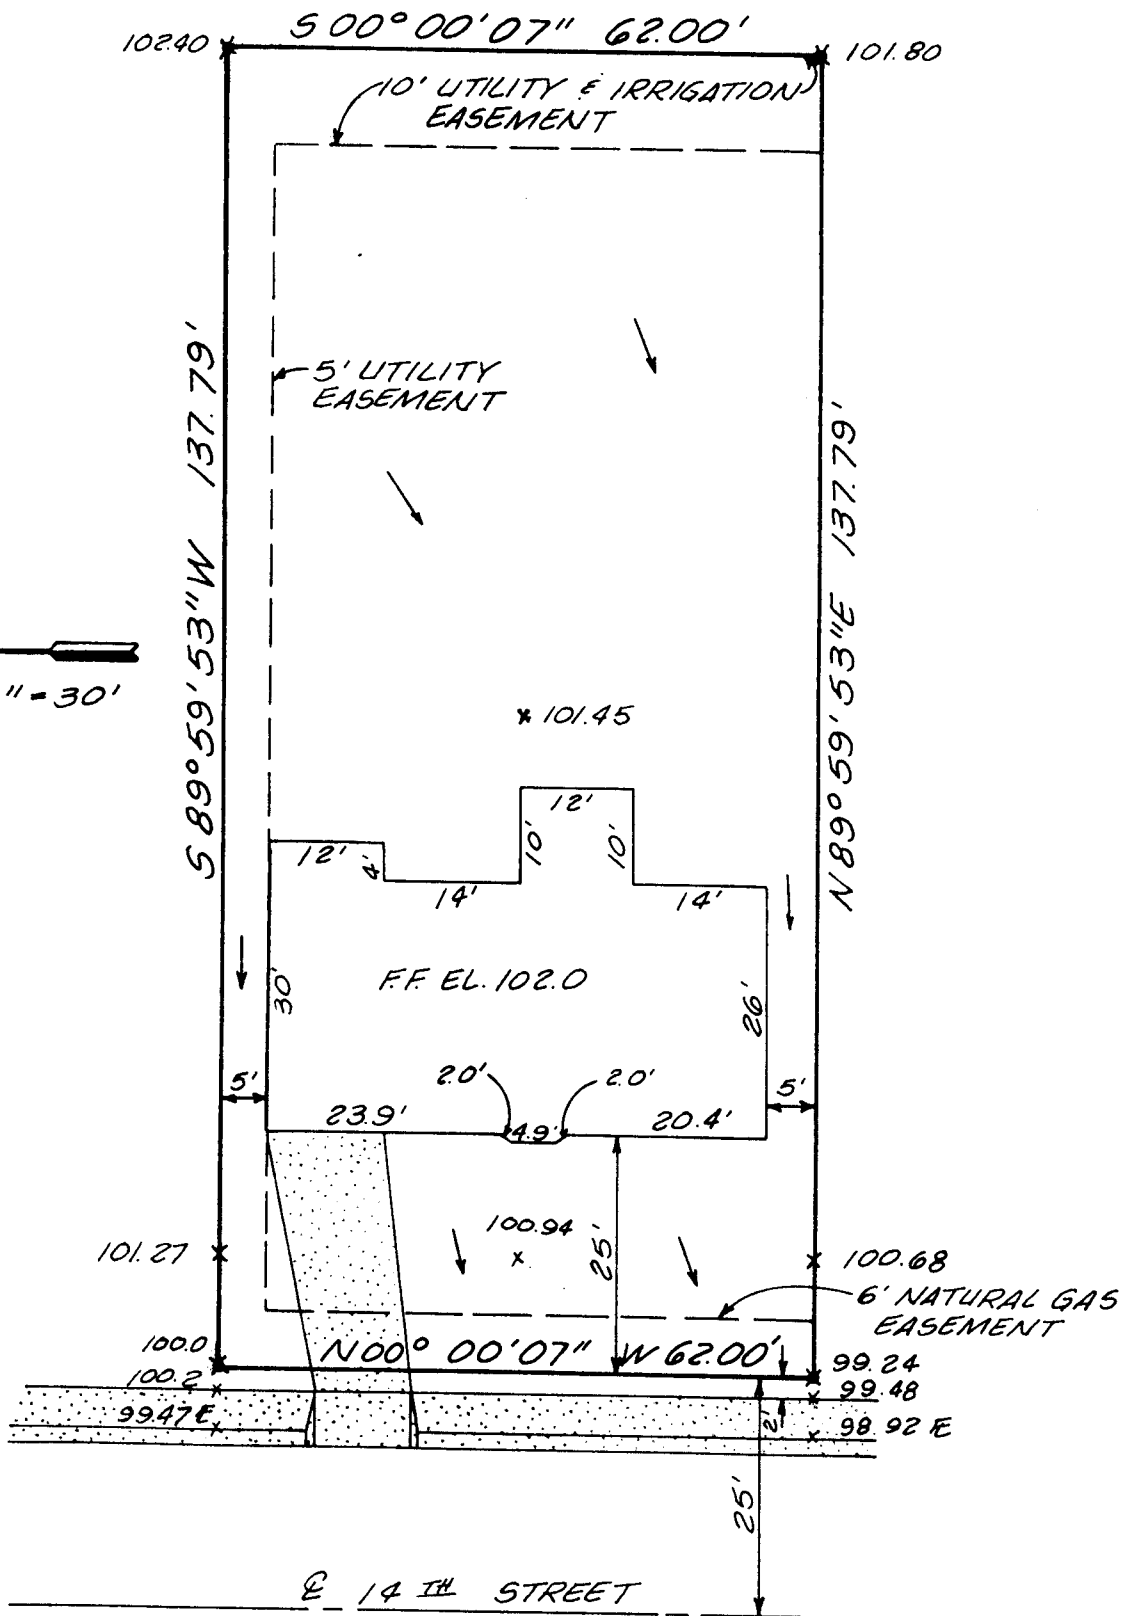 S 00° 00' 07" 62.00'
102.40
101.80
10' UTILITY & IRRIGATION
EASEMENT
5' UTILITY
EASEMENT
S 89° 59' 53" W 137.79'
N 89° 59' 53" E 137.79'
" = 30'
101.45
12'
10'
10'
12'
4'
14'
14'
F.F. EL. 102.0
30'
26'
2.0'
2.0'
5'
5'
23.9'
4.9'
20.4'
100.94
25'
101.27
100.68
6' NATURAL GAS
EASEMENT
100.0
N 00° 00' 07" W 62.00'
99.24
100.2
99.48
99.47 E
2'
98.92 E
25'
℄ 14TH STREET